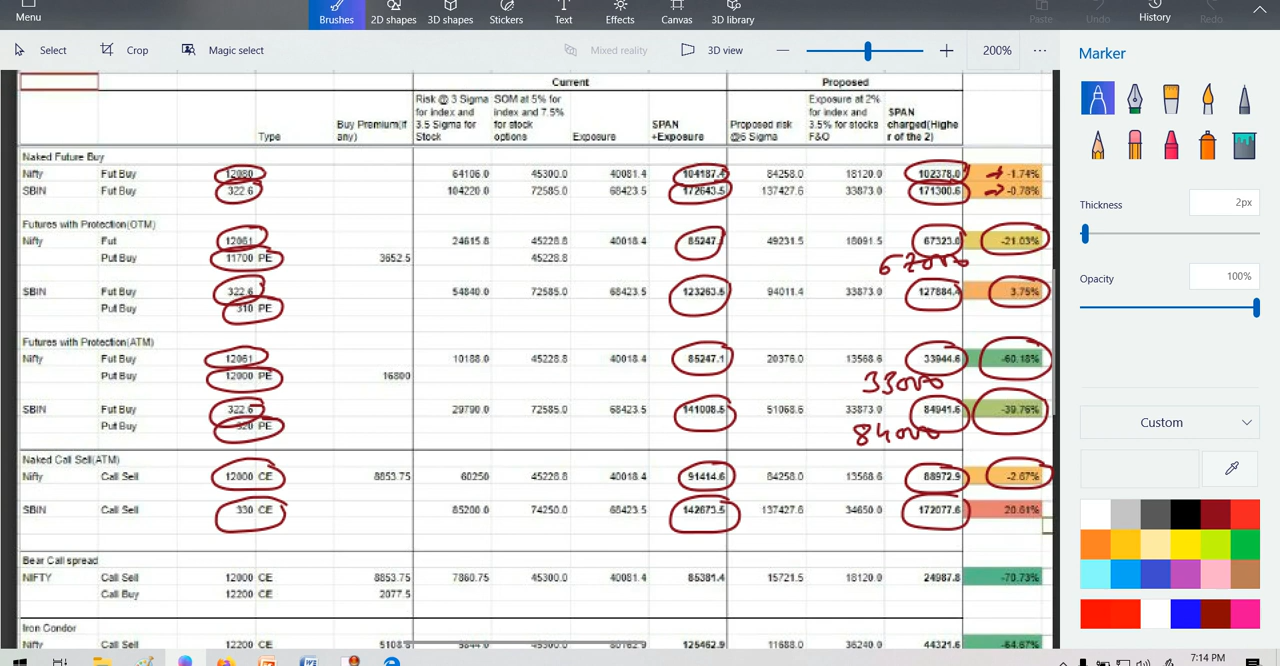 Menu
Brushes 2D shapes 3D shapes Stickers Text Effects Canvas 3D library Paste Undo History Redo
Select Crop Magic select Mixed reality 3D view 200%
Marker
Thickness 2px
Opacity 100%
Custom
Current Proposed
Type Buy Premium(if any) Risk @ 3 Sigma for index and 3.5 Sigma for Stock SOM at 5% for index and 7.5% for stock options Exposure SPAN +Exposure Proposed risk @6 Sigma Exposure at 2% for index and 3.5% for stocks F&O SPAN charged(Higher of the 2)
Naked Future Buy
Nifty Fut Buy 12080 64106.0 45300.0 40081.4 104187.4 84258.0 18120.0 102378.0 -1.74%
SBIN Fut Buy 322.6 104220.0 72585.0 68423.5 172643.5 137427.6 33873.0 171300.6 -0.78%
Futures with Protection(OTM)
Nifty Fut 12061 24615.8 45228.8 40018.4 85247. 49231.5 18091.5 67323.0 -21.03%
Put Buy 11700 PE 3652.5 45228.8
67000
SBIN Fut Buy 322.6 54840.0 72585.0 68423.5 123263.5 94011.4 33873.0 127884.4 3.75%
Put Buy 310 PE
Futures with Protection(ATM)
Nifty Fut Buy 12061 10188.0 45228.8 40018.4 85247.1 20376.0 13568.6 33944.6 -60.18%
Put Buy 12000 PE 16800
33000
SBIN Fut Buy 322.6 29790.0 72585.0 68423.5 141008.5 51068.6 33873.0 84941.6 -39.76%
Put Buy 320 PE
84000
Naked Call Sell(ATM)
Nifty Call Sell 12000 CE 8853.75 60250 45228.8 40018.4 91414.6 84258.0 13568.6 88972.9 -2.67%
SBIN Call Sell 330 CE 85200.0 74250.0 68423.5 142673.5 137427.6 34650.0 172077.6 20.61%
Bear Call spread
NIFTY Call Sell 12000 CE 8853.75 7860.75 45300.0 40081.4 85381.4 15721.5 18120.0 24987.8 -70.73%
Call Buy 12200 CE 2077.5
Iron Condor
Nifty Call Sell 12200 CE 5108.5 5844.0 45300.0 80162.9 125462.9 11688.0 36240.0 44321.6 -64.67%
7:14 PM